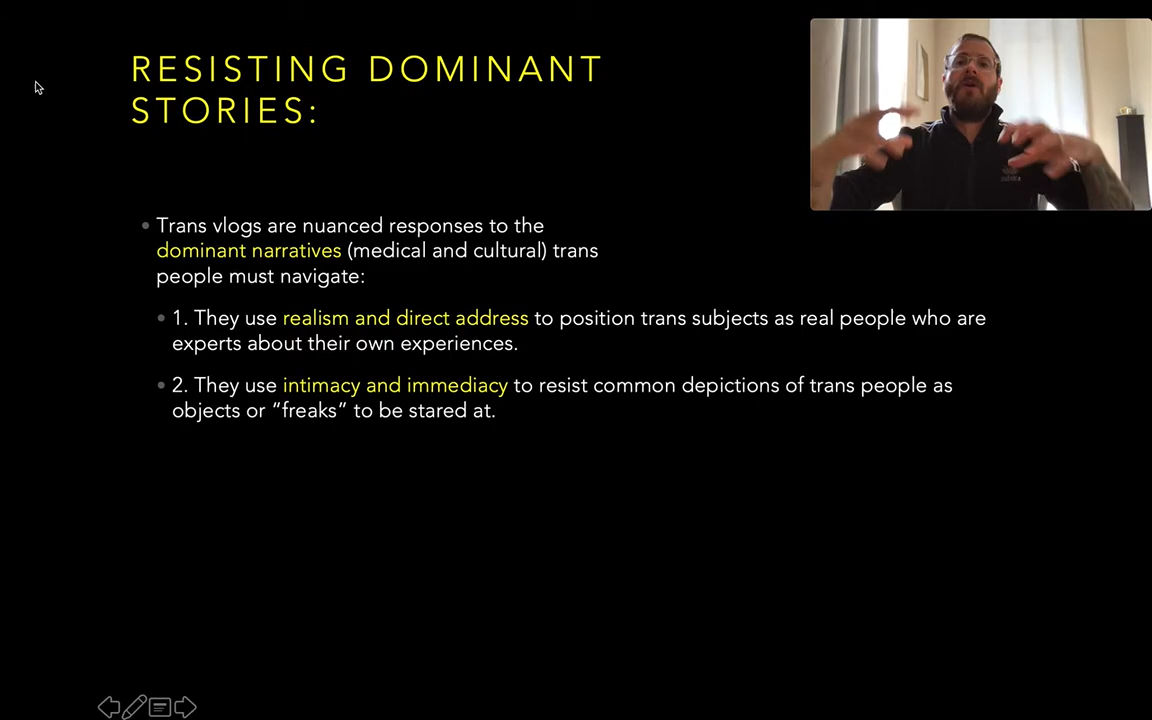 RESISTING DOMINANT
STORIES:
Trans vlogs are nuanced responses to the
dominant narratives (medical and cultural) trans
people must navigate:
1. They use realism and direct address to position trans subjects as real people who are
experts about their own experiences.
2. They use intimacy and immediacy to resist common depictions of trans people as
objects or “freaks” to be stared at.